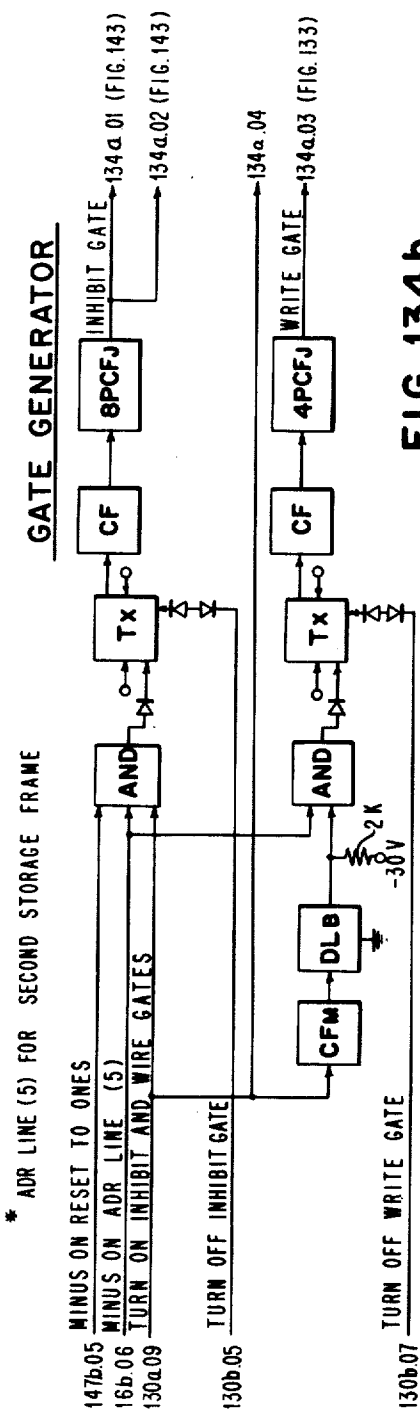 * ADR LINE (5) FOR SECOND STORAGE FRAME
GATE GENERATOR
147b.05 MINUS ON RESET TO ONES
16b.06 MINUS ON ADR LINE (5)
130a.09 TURN ON INHIBIT AND WIRE GATES
AND
Tx
CF
8PCFJ
INHIBIT GATE
134a.01 (FIG.143)
134a.02 (FIG.143)
130b.05 TURN OFF INHIBIT GATE
134a.04
CFM
DLB
2K
-30V
AND
Tx
CF
4PCFJ
WRITE GATE
134a.03 (FIG.133)
130b.07 TURN OFF WRITE GATE
FIG. 134b